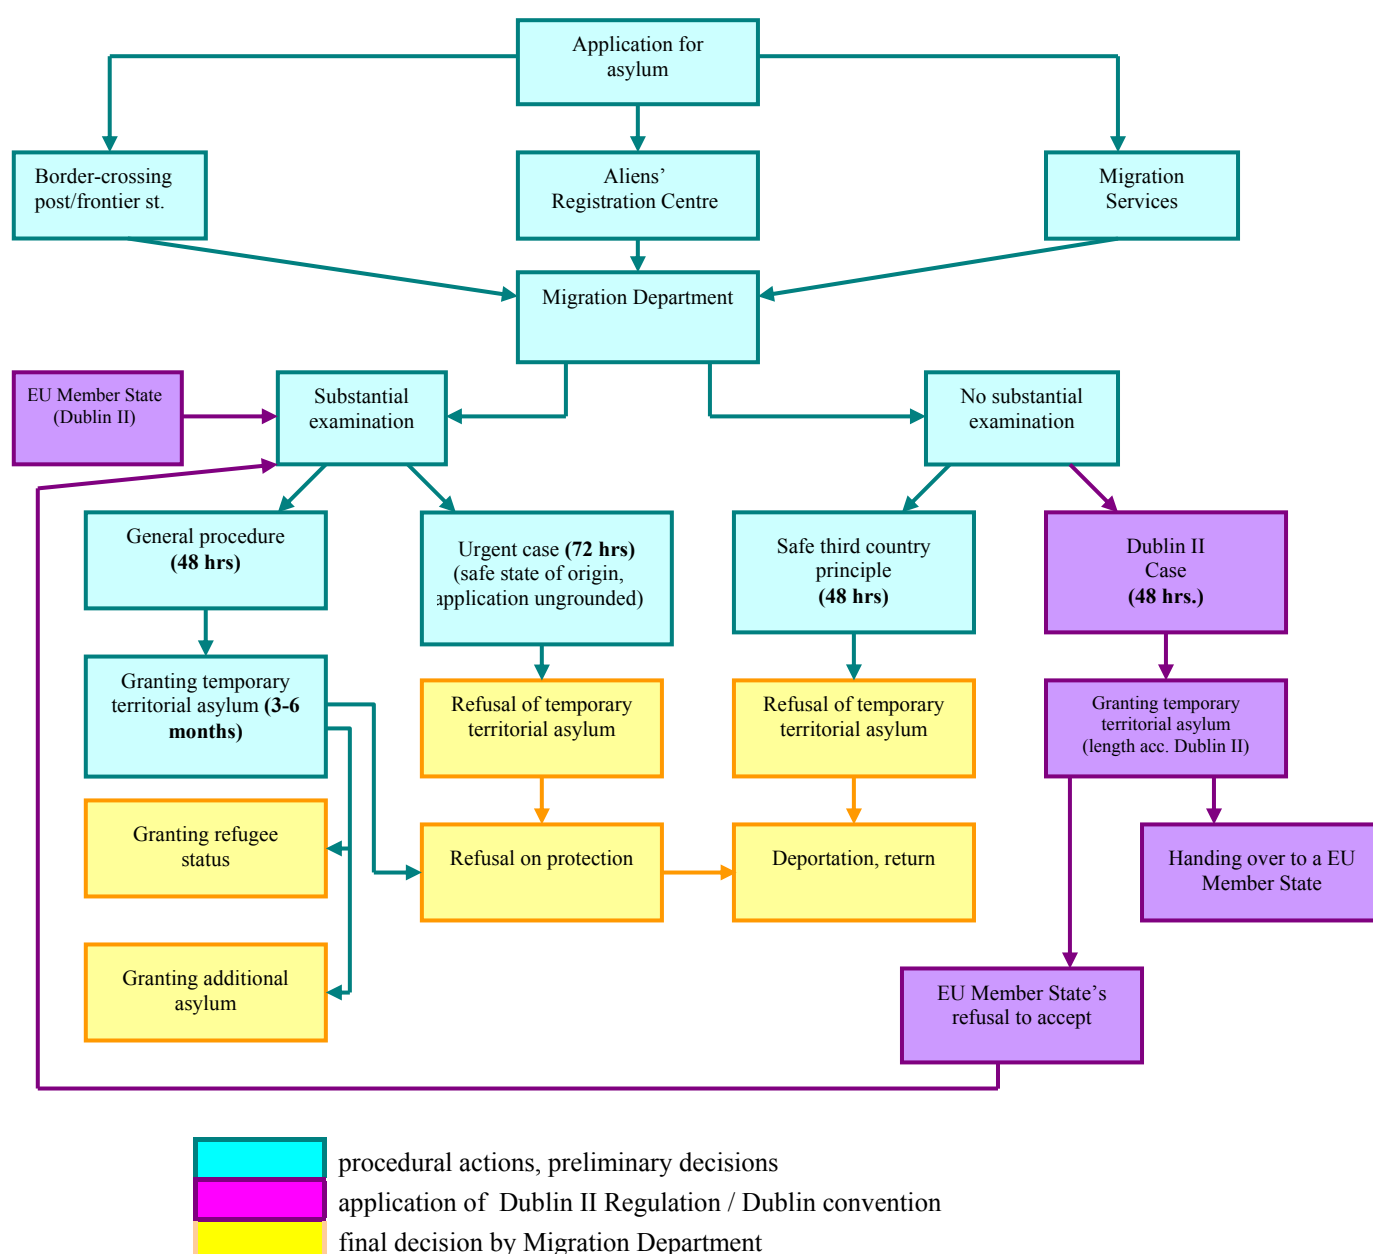 Application for
asylum
Border-crossing
post/frontier st.
Aliens’
Registration Centre
Migration
Services
Migration Department
EU Member State
(Dublin II)
Substantial
examination
No substantial
examination
General procedure
(48 hrs)
Urgent case (72 hrs)
(safe state of origin,
application ungrounded)
Safe third country
principle
(48 hrs)
Dublin II
Case
(48 hrs.)
Granting temporary
territorial asylum (3-6
months)
Refusal of temporary
territorial asylum
Refusal of temporary
territorial asylum
Granting temporary
territorial asylum
(length acc. Dublin II)
Granting refugee
status
Refusal on protection
Deportation, return
Handing over to a EU
Member State
Granting additional
asylum
EU Member State’s
refusal to accept
procedural actions, preliminary decisions
application of Dublin II Regulation / Dublin convention
final decision by Migration Department